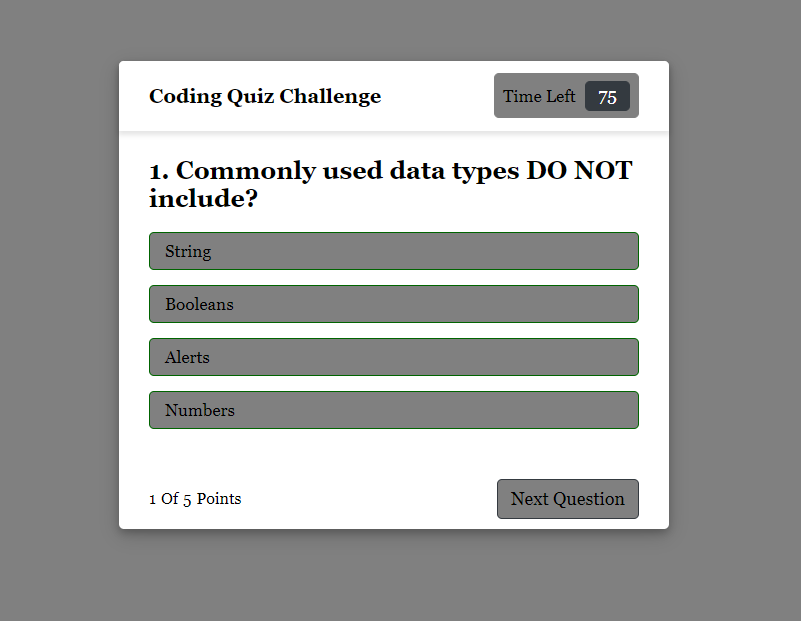 Coding Quiz Challenge
Time Left 75
1. Commonly used data types DO NOT
include?
String
Booleans
Alerts
Numbers
1 Of 5 Points
Next Question